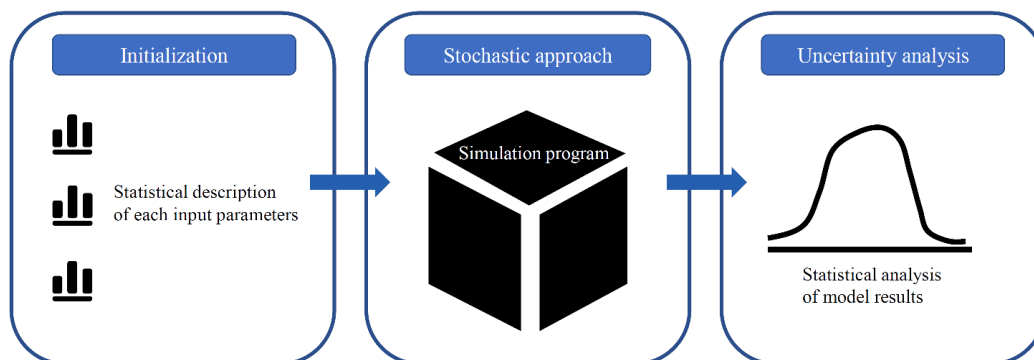 Initialization
Statistical description
of each input parameters
Stochastic approach
Simulation program
Uncertainty analysis
Statistical analysis
of model results